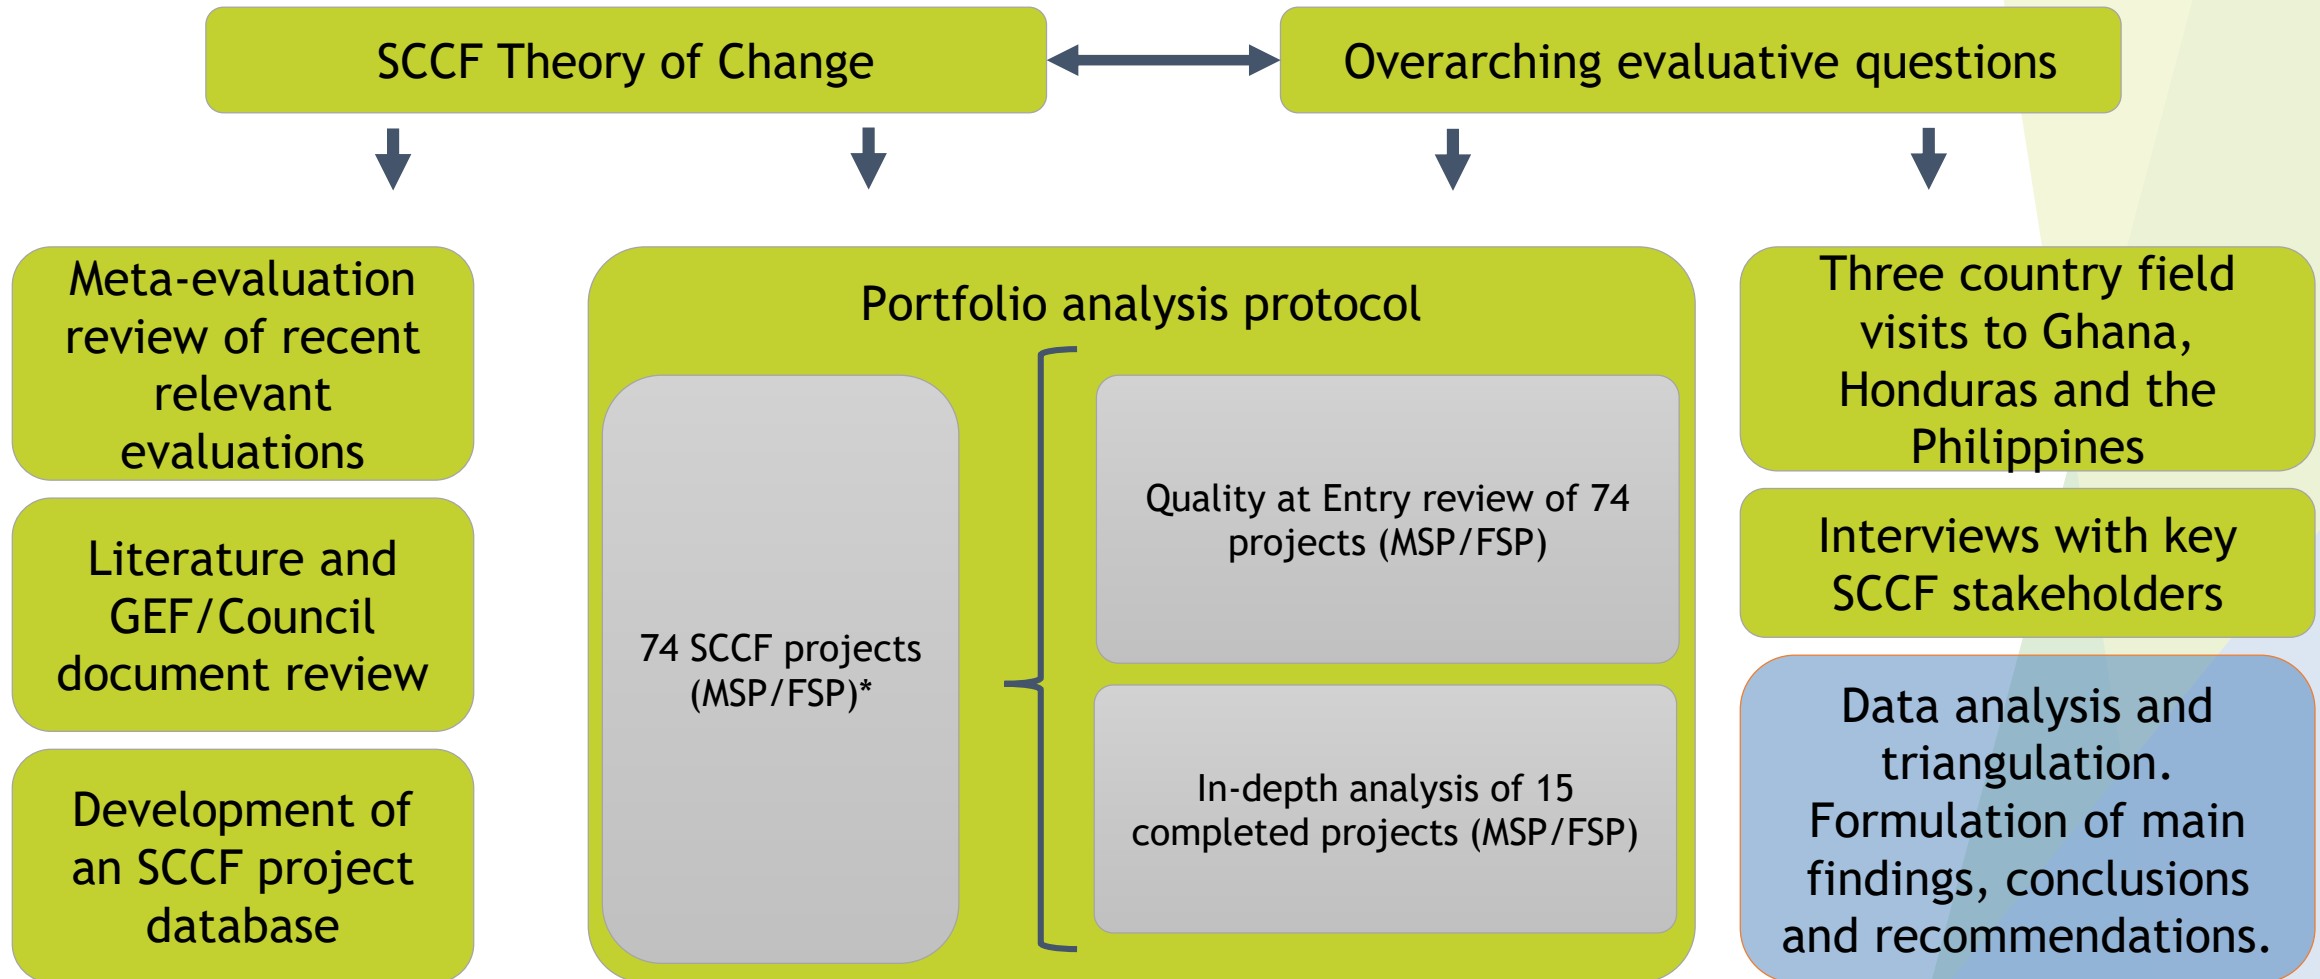 SCCF Theory of Change
Overarching evaluative questions
Meta-evaluation
review of recent
relevant
evaluations
Literature and
GEF/Council
document review
Development of
an SCCF project
database
Portfolio analysis protocol
74 SCCF projects
(MSP/FSP)*
Quality at Entry review of 74
projects (MSP/FSP)
In-depth analysis of 15
completed projects (MSP/FSP)
Three country field
visits to Ghana,
Honduras and the
Philippines
Interviews with key
SCCF stakeholders
Data analysis and
triangulation.
Formulation of main
findings, conclusions
and recommendations.